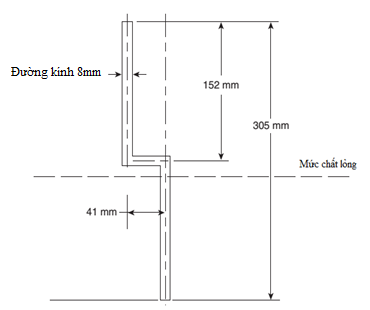 Đường kính 8mm
152 mm
305 mm
Mức chất lỏng
41 mm